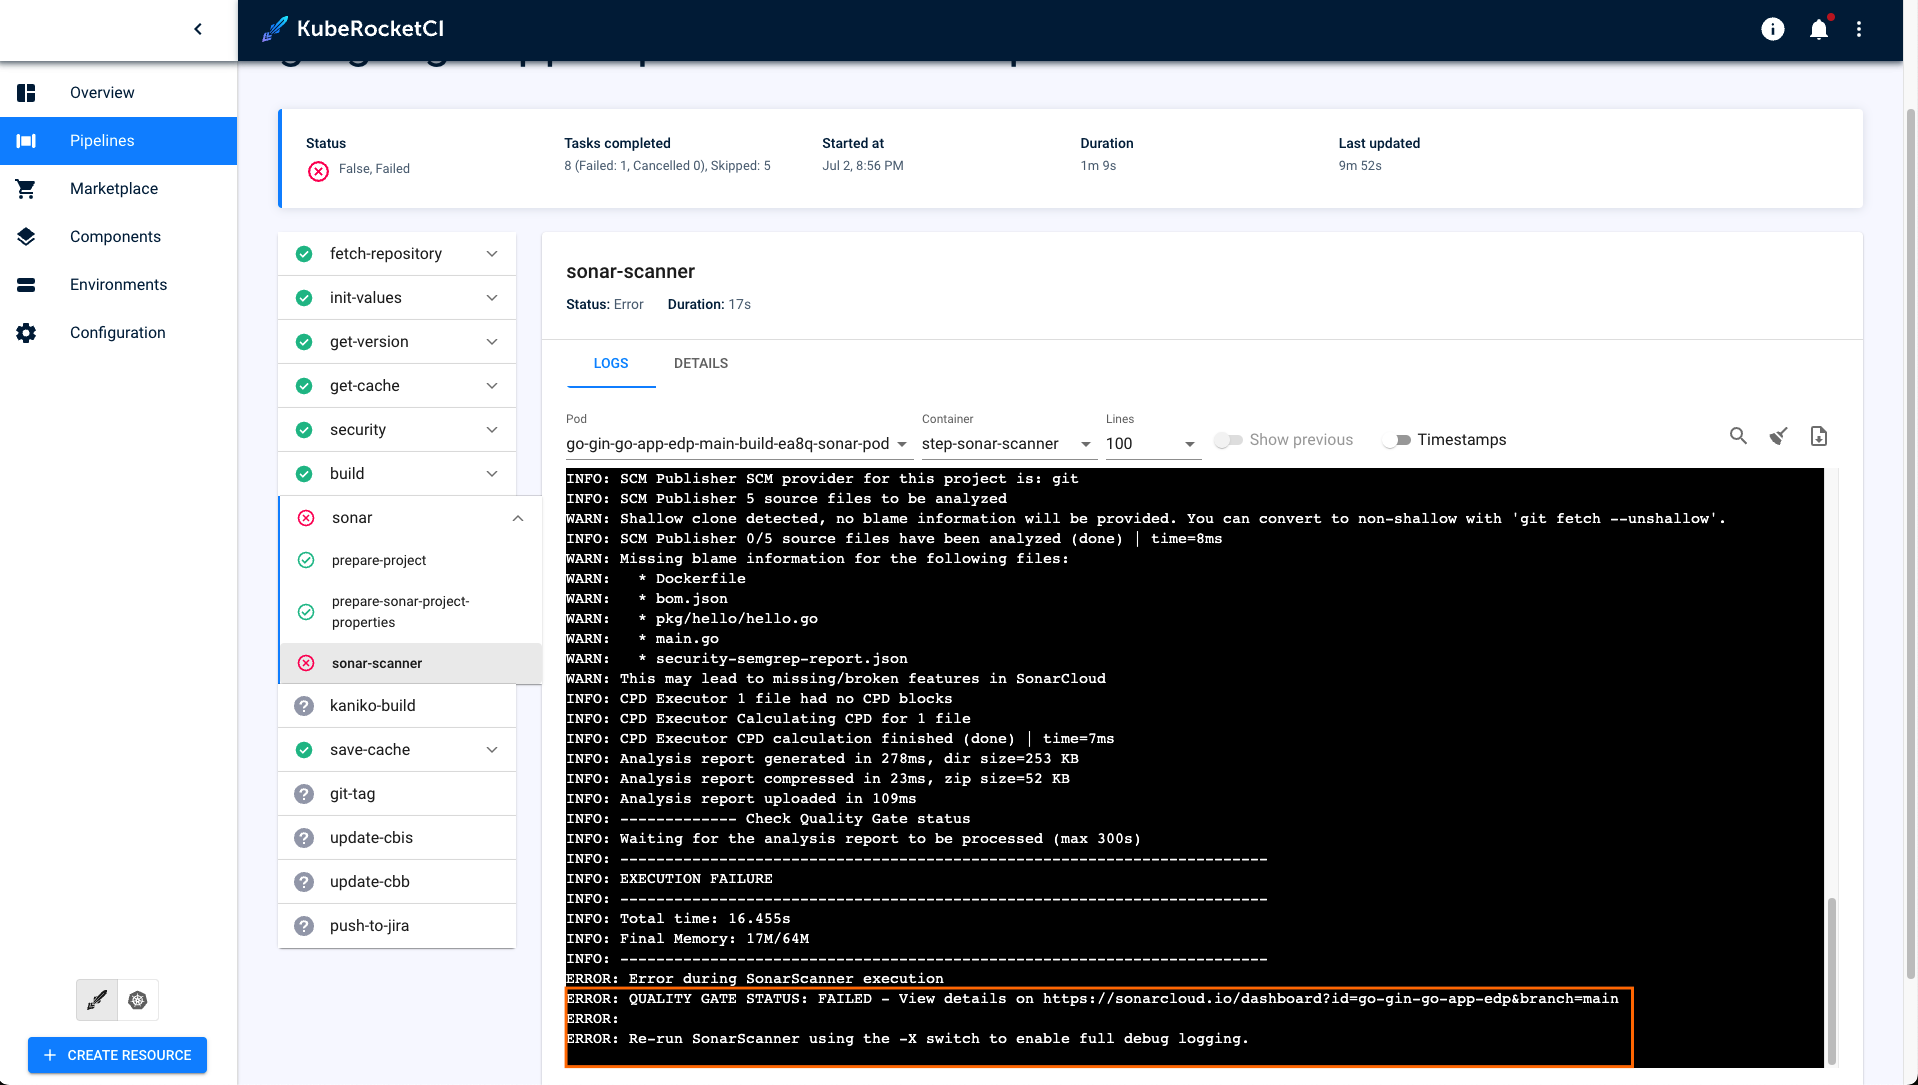 KubeRocketCI
Overview
Pipelines
Marketplace
Components
Environments
Configuration
CREATE RESOURCE
Status
False, Failed
Tasks completed
8 (Failed: 1, Cancelled 0), Skipped: 5
Started at
Jul 2, 8:56 PM
Duration
1m 9s
Last updated
9m 52s
fetch-repository
init-values
get-version
get-cache
security
build
sonar
prepare-project
prepare-sonar-project-
properties
sonar-scanner
kaniko-build
save-cache
git-tag
update-cbis
update-cbb
push-to-jira
sonar-scanner
Status: Error Duration: 17s
LOGS DETAILS
Pod
go-gin-go-app-edp-main-build-ea8q-sonar-pod
Container
step-sonar-scanner
Lines
100
Show previous
Timestamps
INFO: SCM Publisher SCM provider for this project is: git
INFO: SCM Publisher 5 source files to be analyzed
WARN: Shallow clone detected, no blame information will be provided. You can convert to non-shallow with 'git fetch --unshallow'.
INFO: SCM Publisher 0/5 source files have been analyzed (done) | time=8ms
WARN: Missing blame information for the following files:
WARN:   * Dockerfile
WARN:   * bom.json
WARN:   * pkg/hello/hello.go
WARN:   * main.go
WARN:   * security-semgrep-report.json
WARN: This may lead to missing/broken features in SonarCloud
INFO: CPD Executor 1 file had no CPD blocks
INFO: CPD Executor Calculating CPD for 1 file
INFO: CPD Executor CPD calculation finished (done) | time=7ms
INFO: Analysis report generated in 278ms, dir size=253 KB
INFO: Analysis report compressed in 23ms, zip size=52 KB
INFO: Analysis report uploaded in 109ms
INFO: ------------- Check Quality Gate status
INFO: Waiting for the analysis report to be processed (max 300s)
INFO: ------------------------------------------------------------------------
INFO: EXECUTION FAILURE
INFO: ------------------------------------------------------------------------
INFO: Total time: 16.455s
INFO: Final Memory: 17M/64M
INFO: ------------------------------------------------------------------------
ERROR: Error during SonarScanner execution
ERROR: QUALITY GATE STATUS: FAILED - View details on https://sonarcloud.io/dashboard?id=go-gin-go-app-edp&branch=main
ERROR:
ERROR: Re-run SonarScanner using the -X switch to enable full debug logging.